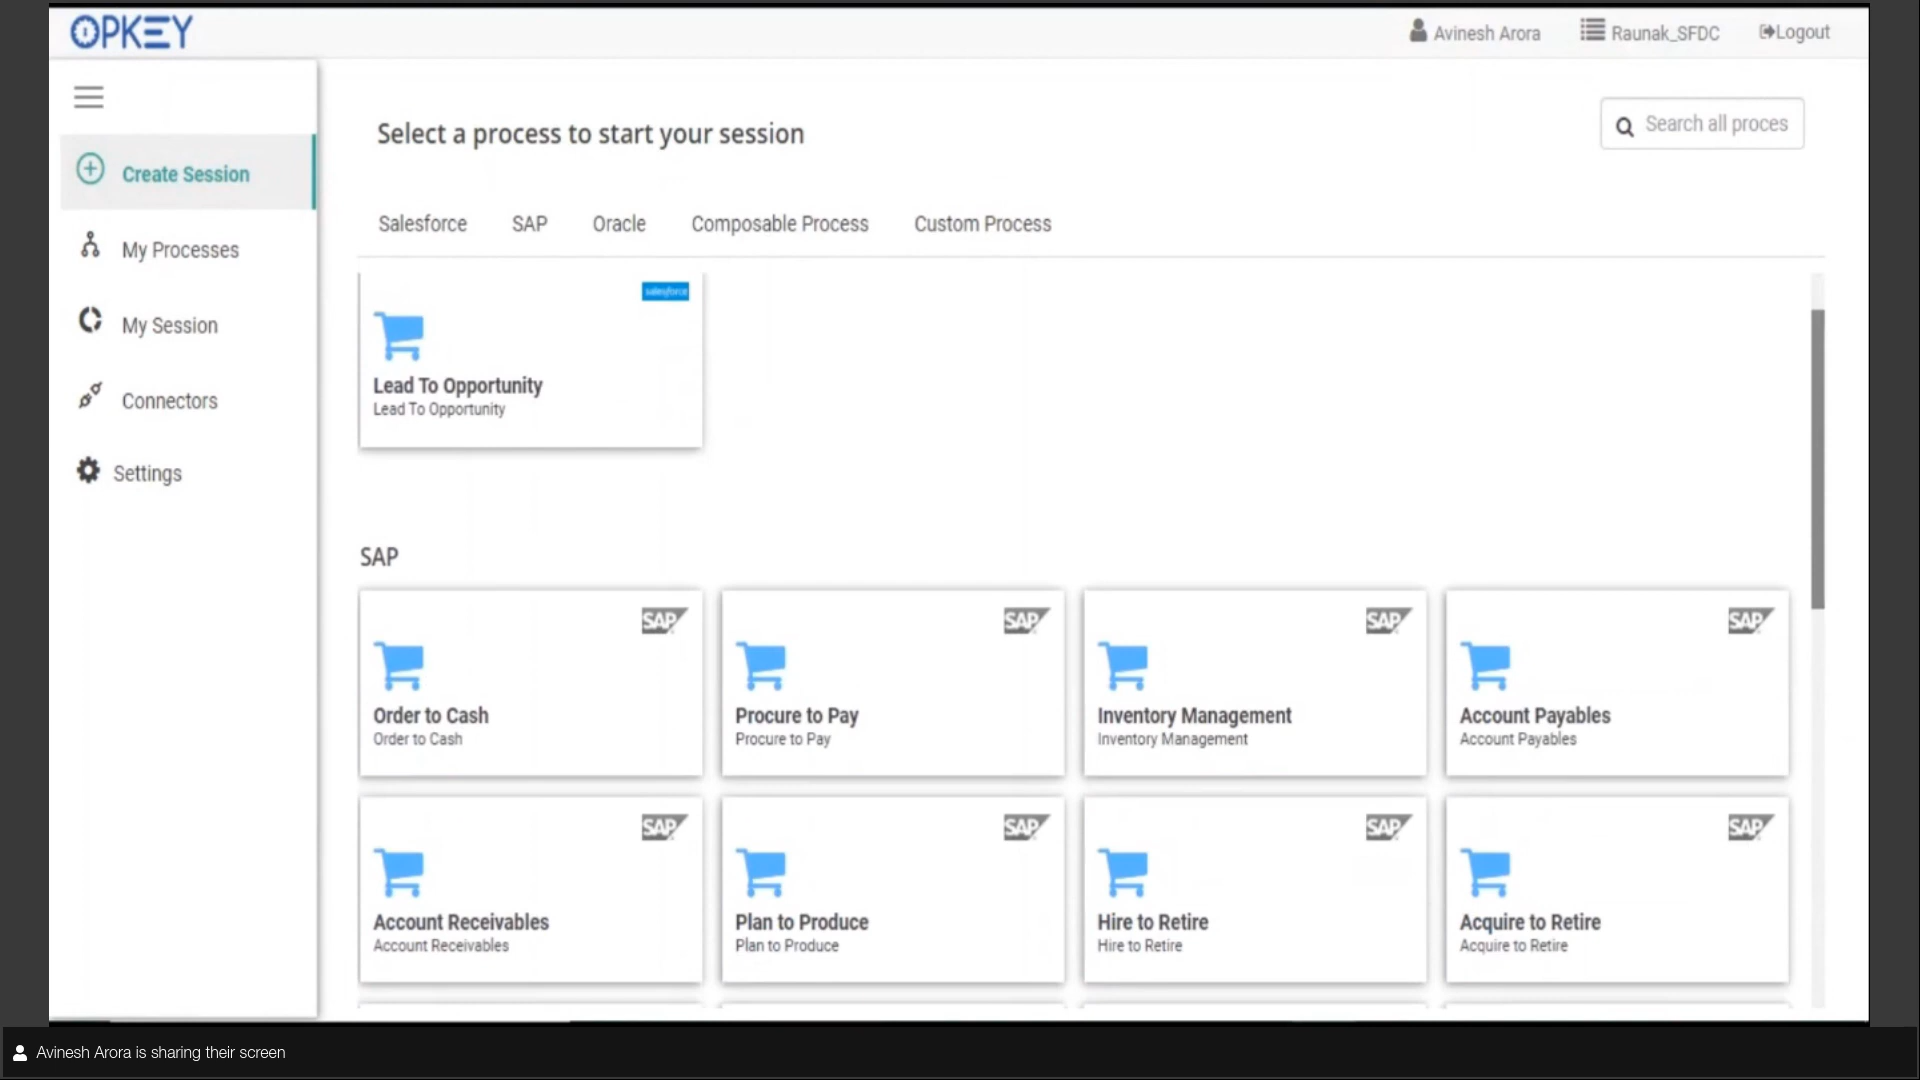 OPKEY
Avinesh Arora
Raunak_SFDC
Logout
Create Session
My Processes
My Session
Connectors
Settings
Select a process to start your session
Search all proces
Salesforce
SAP
Oracle
Composable Process
Custom Process
salesforce
Lead To Opportunity
Lead To Opportunity
SAP
SAP
Order to Cash
Order to Cash
SAP
Procure to Pay
Procure to Pay
SAP
Inventory Management
Inventory Management
SAP
Account Payables
Account Payables
SAP
Account Receivables
Account Receivables
SAP
Plan to Produce
Plan to Produce
SAP
Hire to Retire
Hire to Retire
SAP
Acquire to Retire
Acquire to Retire
Avinesh Arora is sharing their screen